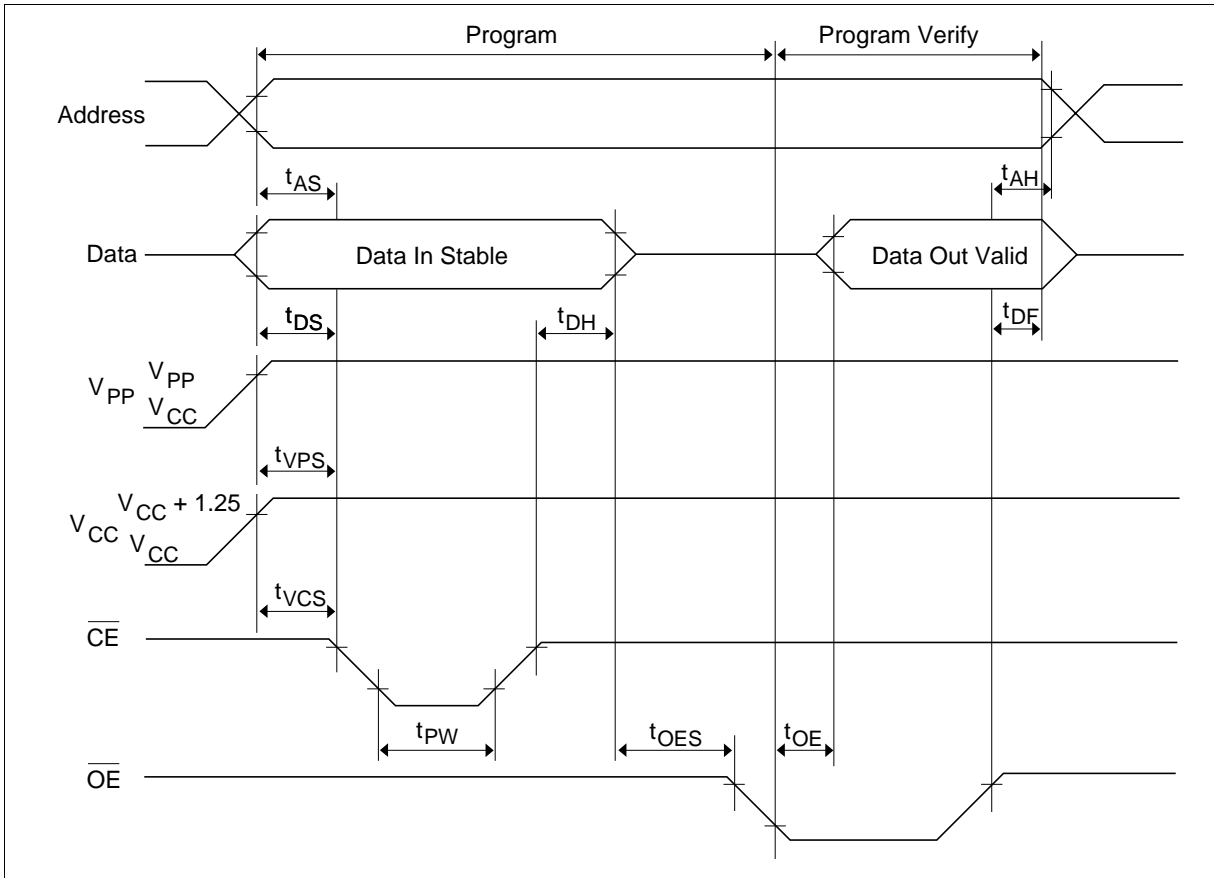 Program
Program Verify
Address
tAS
tAH
Data
Data In Stable
Data Out Valid
tDS
tDH
tDF
VPP
VPP
VCC
tVPS
VCC + 1.25
VCC
VCC
tVCS
CE
tPW
tOES
tOE
OE